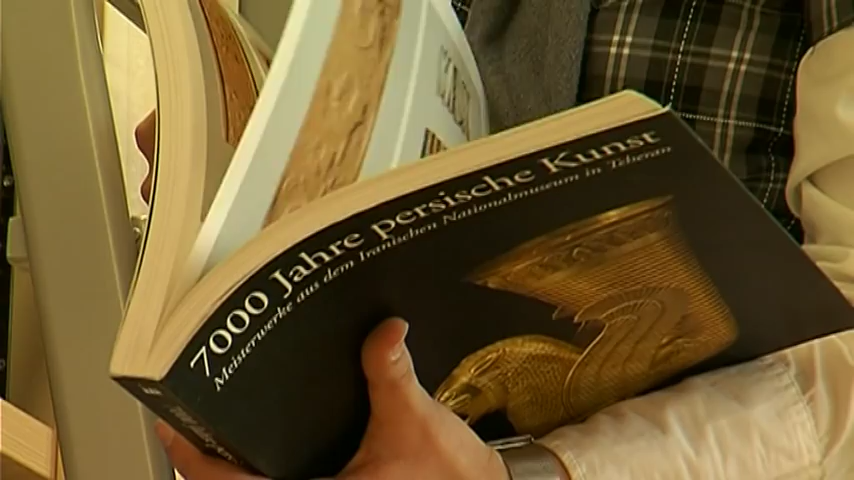 7000 Jahre persische Kunst
Meisterwerke aus dem Iranischen Nationalmuseum in Teheran